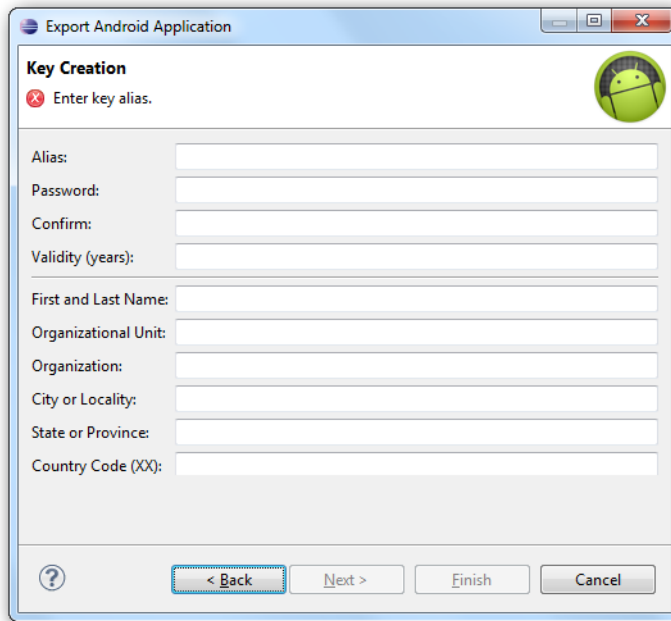 Export Android Application
Key Creation
Enter key alias.
Alias:
Password:
Confirm:
Validity (years):
First and Last Name:
Organizational Unit:
Organization:
City or Locality:
State or Province:
Country Code (XX):
? < Back Next > Finish Cancel